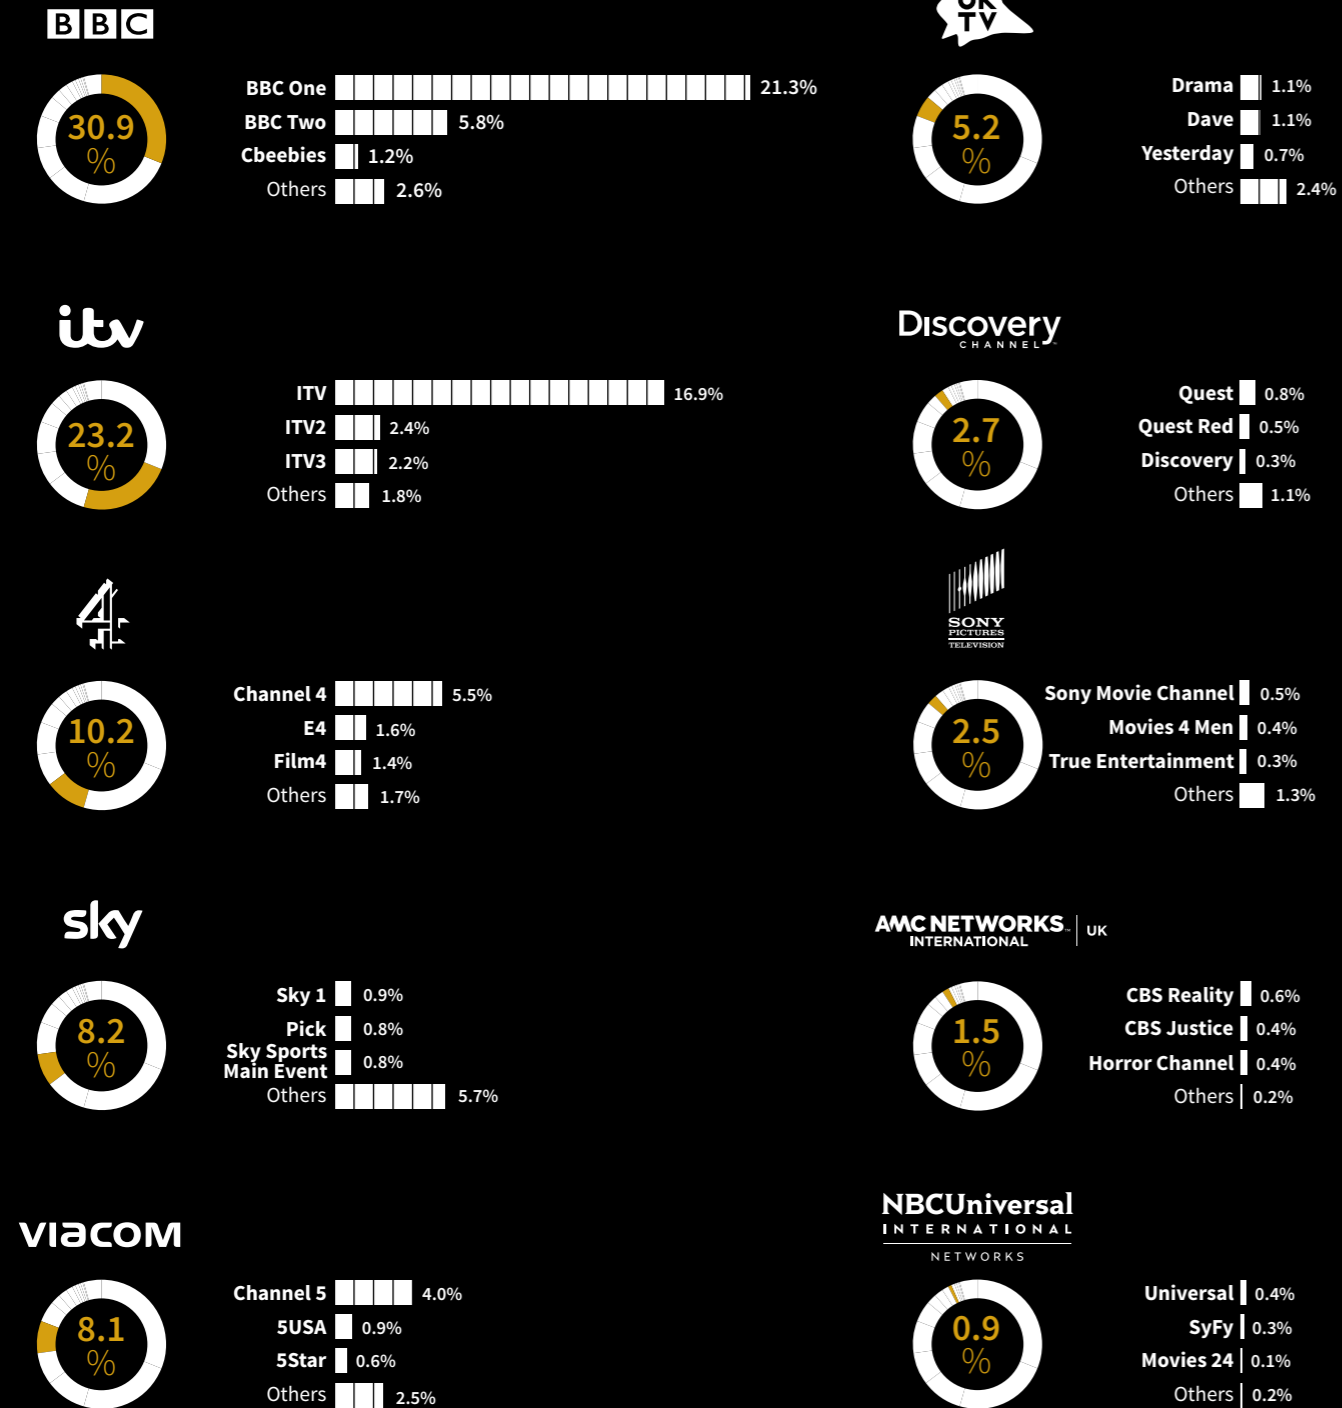 BBC
30.9
%
BBC One 21.3%
BBC Two 5.8%
Cbeebies 1.2%
Others 2.6%
itv
23.2
%
ITV 16.9%
ITV2 2.4%
ITV3 2.2%
Others 1.8%
4
10.2
%
Channel 4 5.5%
E4 1.6%
Film4 1.4%
Others 1.7%
sky
8.2
%
Sky 1 0.9%
Pick 0.8%
Sky Sports
Main Event 0.8%
Others 5.7%
VIACOM
8.1
%
Channel 5 4.0%
5USA 0.9%
5Star 0.6%
Others 2.5%
UK
TV
5.2
%
Drama 1.1%
Dave 1.1%
Yesterday 0.7%
Others 2.4%
Discovery
CHANNEL
2.7
%
Quest 0.8%
Quest Red 0.5%
Discovery 0.3%
Others 1.1%
SONY
PICTURES
TELEVISION
2.5
%
Sony Movie Channel 0.5%
Movies 4 Men 0.4%
True Entertainment 0.3%
Others 1.3%
AMC NETWORKS™ UK
INTERNATIONAL
1.5
%
CBS Reality 0.6%
CBS Justice 0.4%
Horror Channel 0.4%
Others 0.2%
NBCUniversal
INTERNATIONAL
NETWORKS
0.9
%
Universal 0.4%
SyFy 0.3%
Movies 24 0.1%
Others 0.2%